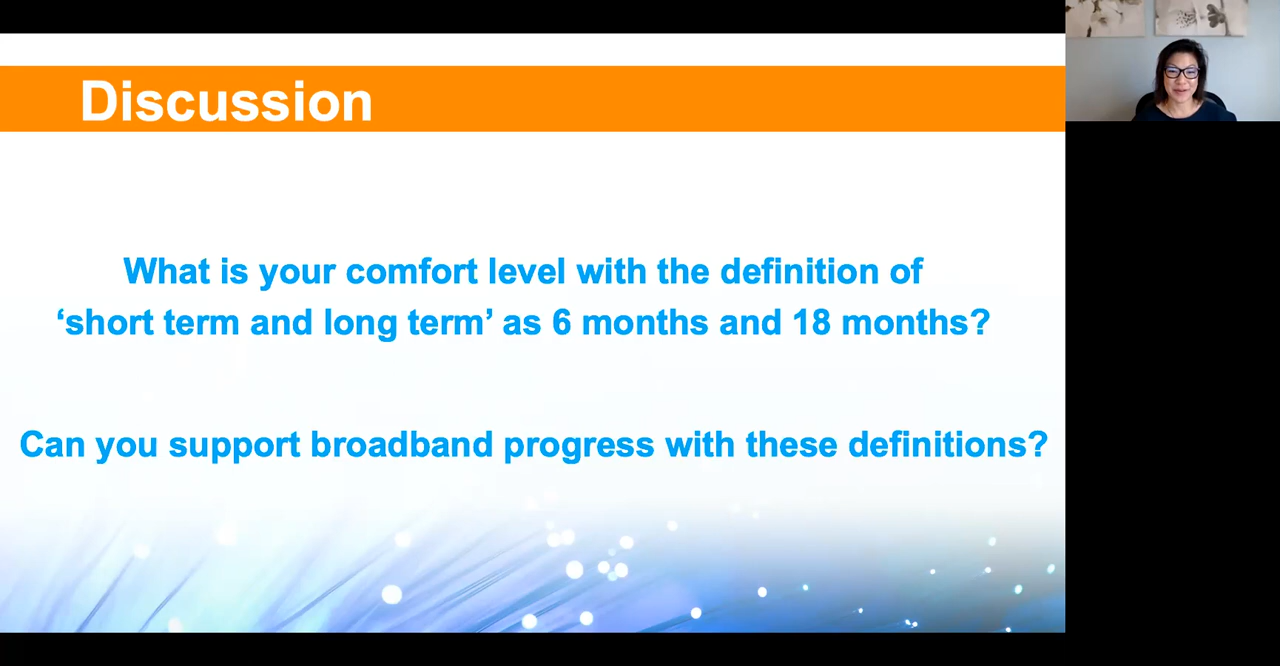 Discussion
What is your comfort level with the definition of
‘short term and long term’ as 6 months and 18 months?
Can you support broadband progress with these definitions?